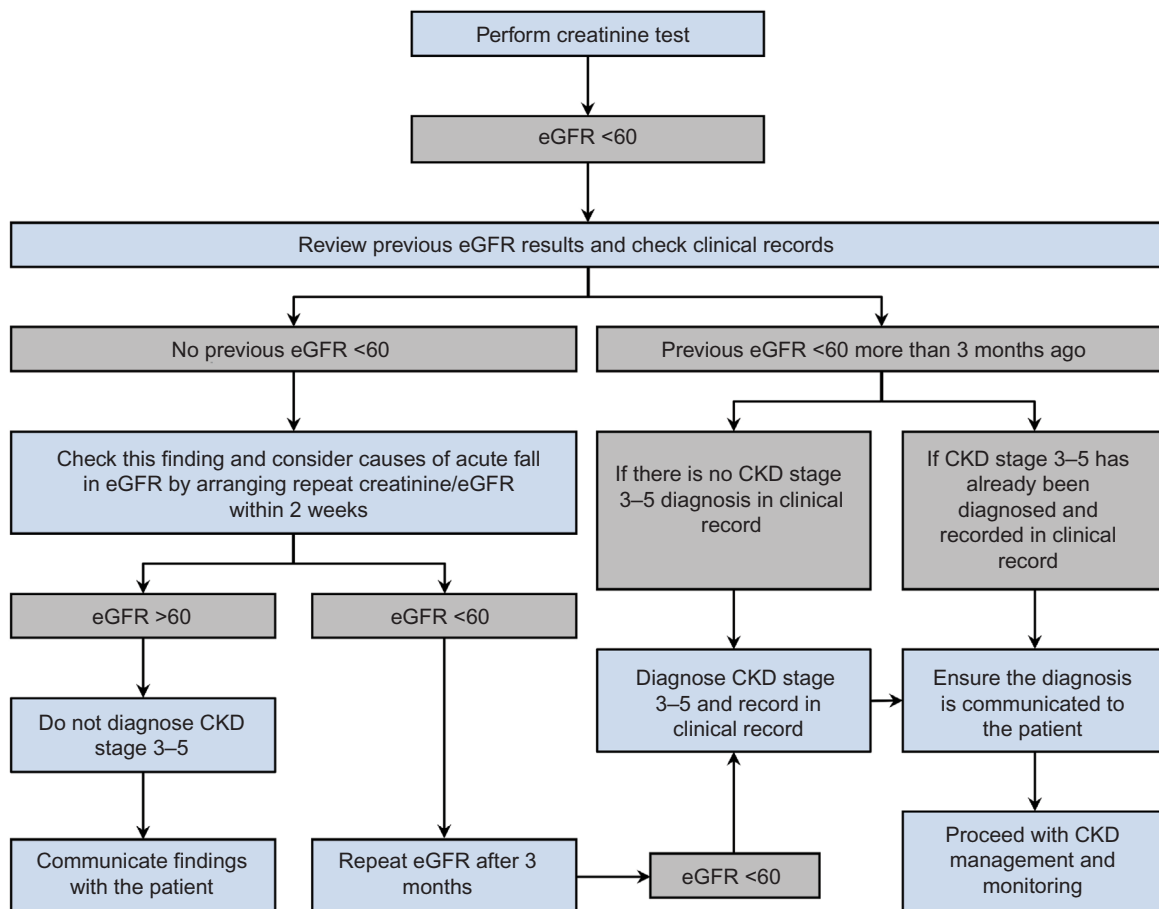 Perform creatinine test
eGFR <60
Review previous eGFR results and check clinical records
No previous eGFR <60
Previous eGFR <60 more than 3 months ago
Check this finding and consider causes of acute fall
in eGFR by arranging repeat creatinine/eGFR
within 2 weeks
If there is no CKD stage
3–5 diagnosis in clinical
record
If CKD stage 3–5 has
already been
diagnosed and
recorded in clinical
record
eGFR >60
eGFR <60
Do not diagnose CKD
stage 3–5
Diagnose CKD stage
3–5 and record in
clinical record
Ensure the diagnosis
is communicated to
the patient
Communicate findings
with the patient
Repeat eGFR after 3
months
eGFR <60
Proceed with CKD
management and
monitoring